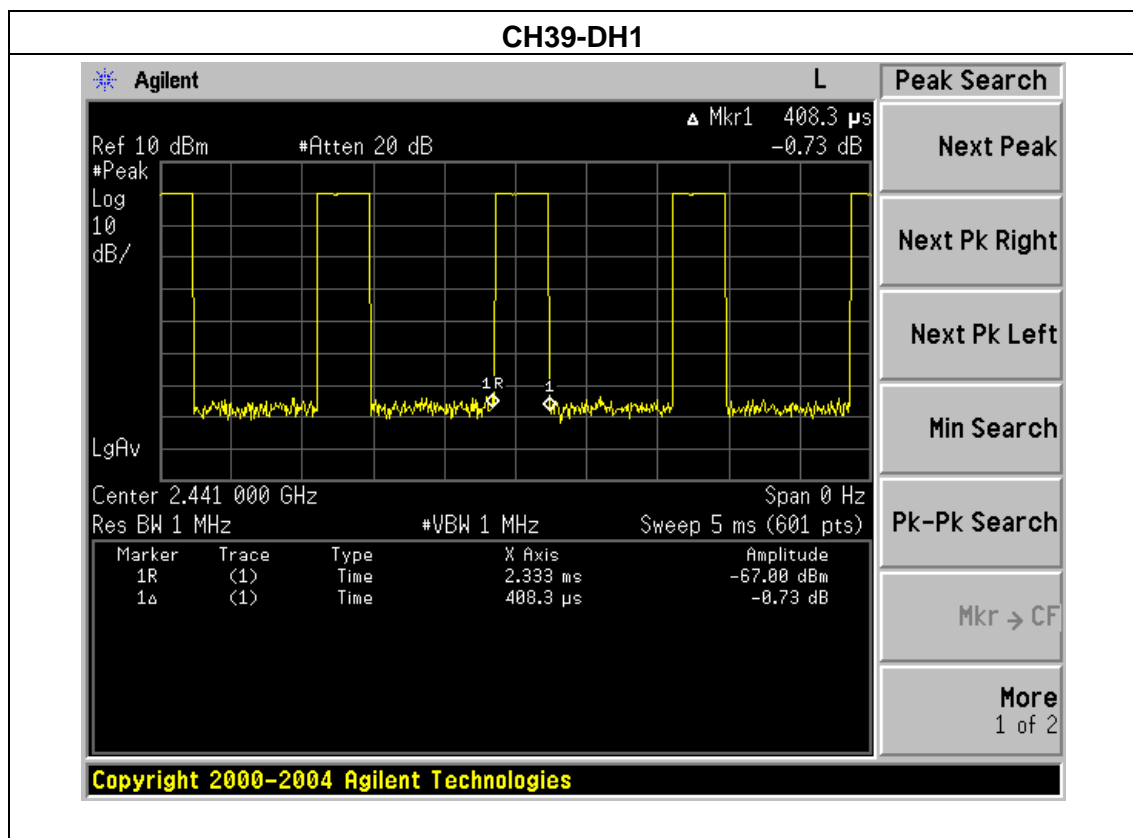 CH39-DH1
Agilent L
Peak Search
Δ Mkr1 408.3 µs
Ref 10 dBm #Atten 20 dB -0.73 dB
#Peak
Log
10
dB/
1R 1
LgAv
Center 2.441 000 GHz Span 0 Hz
Res BW 1 MHz #VBW 1 MHz Sweep 5 ms (601 pts)
Marker Trace Type X Axis Amplitude
1R (1) Time 2.333 ms -67.00 dBm
1Δ (1) Time 408.3 µs -0.73 dB
Next Peak
Next Pk Right
Next Pk Left
Min Search
Pk-Pk Search
Mkr → CF
More
1 of 2
Copyright 2000-2004 Agilent Technologies